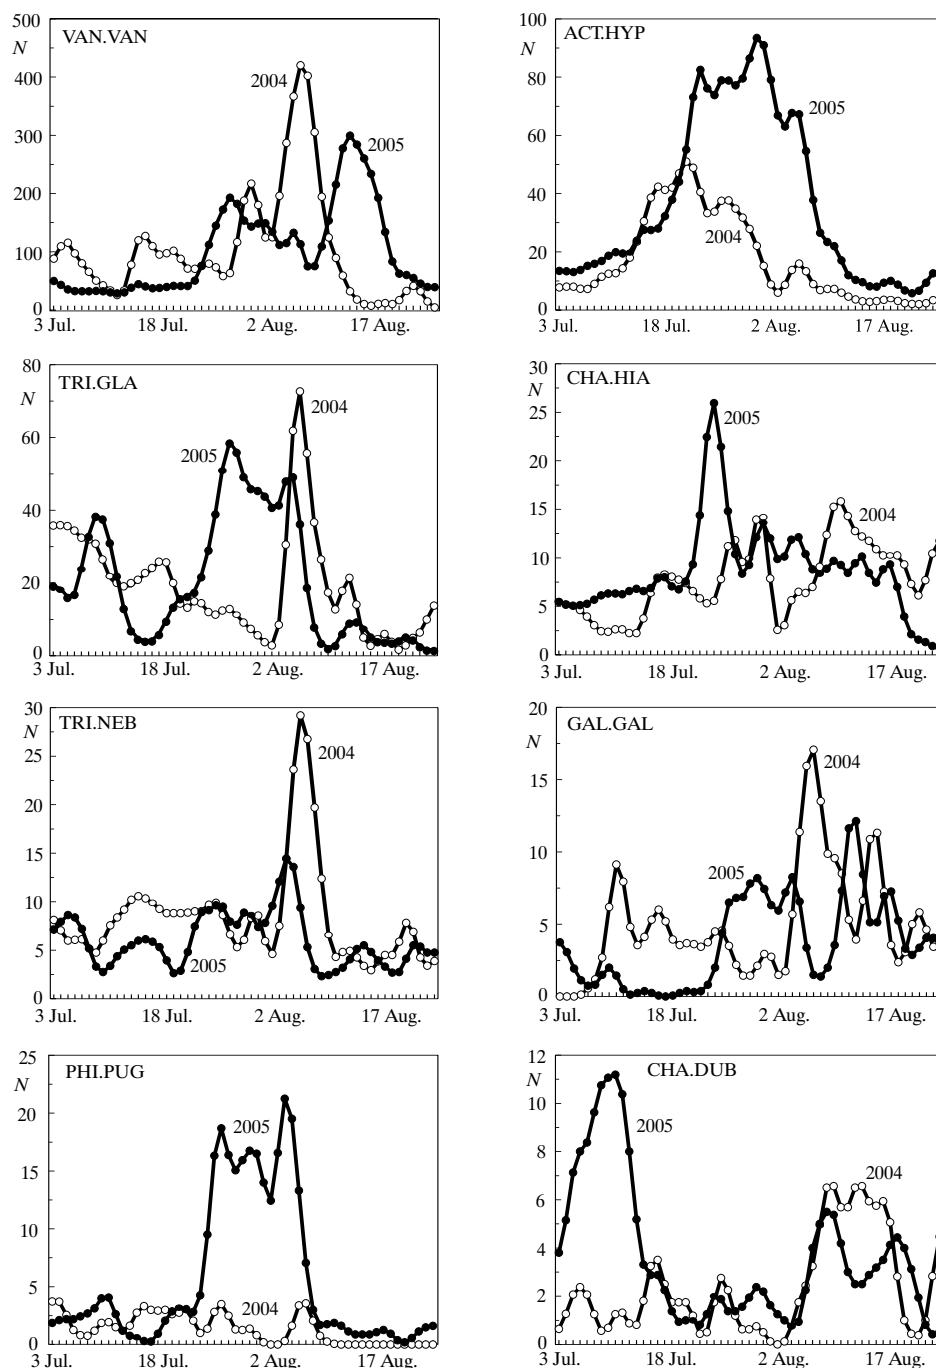 VAN.VAN
N
500
400
300
200
100
0
2004
2005
3 Jul.
18 Jul.
2 Aug.
17 Aug.
ACT.HYP
N
100
80
60
40
20
0
2005
2004
3 Jul.
18 Jul.
2 Aug.
17 Aug.
TRI.GLA
N
80
60
40
20
0
2004
2005
3 Jul.
18 Jul.
2 Aug.
17 Aug.
CHA.HIA
N
30
25
20
15
10
5
0
2005
2004
3 Jul.
18 Jul.
2 Aug.
17 Aug.
TRI.NEB
N
30
25
20
15
10
5
0
2004
2005
3 Jul.
18 Jul.
2 Aug.
17 Aug.
GAL.GAL
N
20
15
10
5
0
2004
2005
3 Jul.
18 Jul.
2 Aug.
17 Aug.
PHI.PUG
N
25
20
15
10
5
0
2005
2004
3 Jul.
18 Jul.
2 Aug.
17 Aug.
CHA.DUB
N
12
10
8
6
4
2
0
2005
2004
3 Jul.
18 Jul.
2 Aug.
17 Aug.